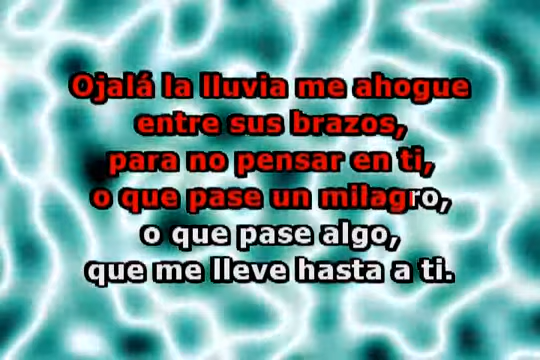 Ojalá la lluvia me ahogue
entre sus brazos,
para no pensar en ti,
o que pase un milagro,
o que pase algo,
que me lleve hasta a ti.